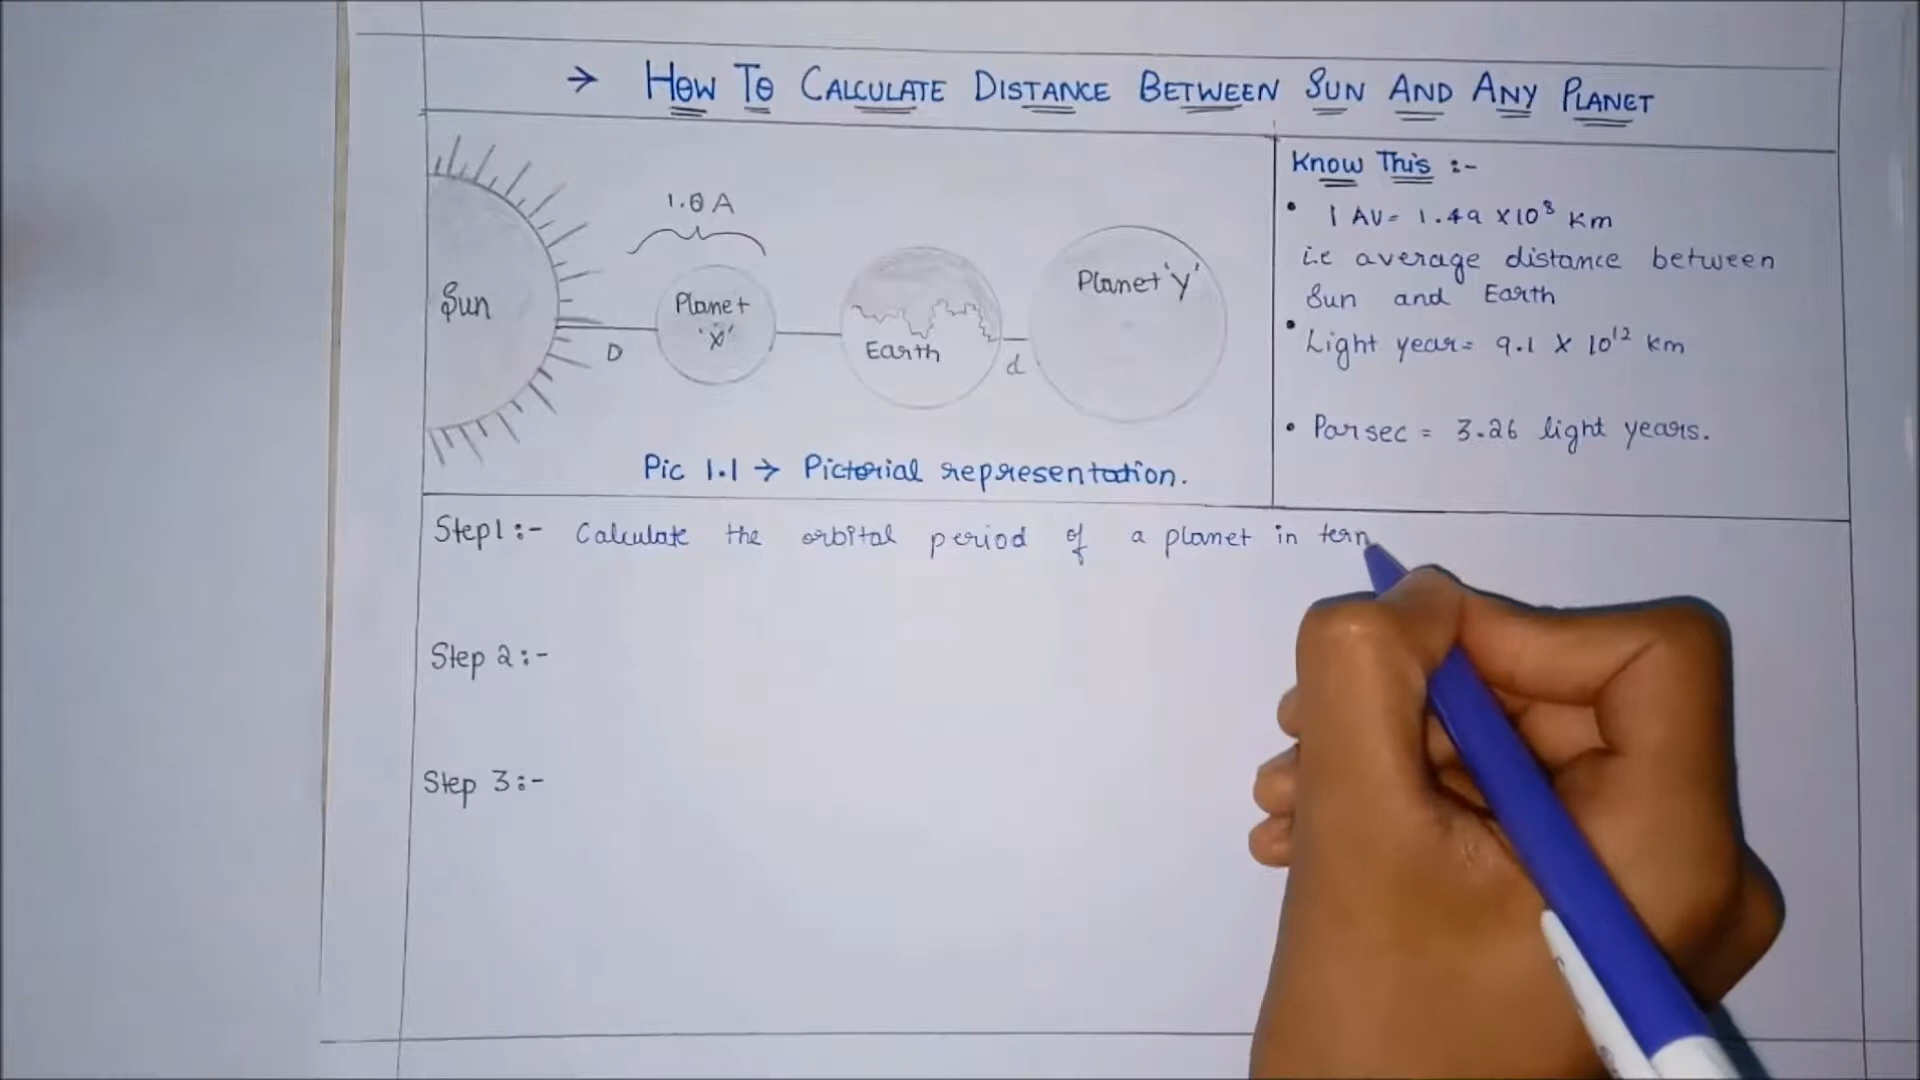 → HOW TO CALCULATE DISTANCE BETWEEN SUN AND ANY PLANET
1.0 A
Sun
D
Planet
'X'
Earth
d
Planet 'Y'
Pic 1.1 → Pictorial representation.
Know This :-
• 1 AU = 1.49 × 10⁸ Km
i.e average distance between
Sun and Earth
• Light year = 9.1 × 10¹² km
• Parsec = 3.26 light years.
Step1:- Calculate the orbital period of a planet in term
Step 2:-
Step 3:-